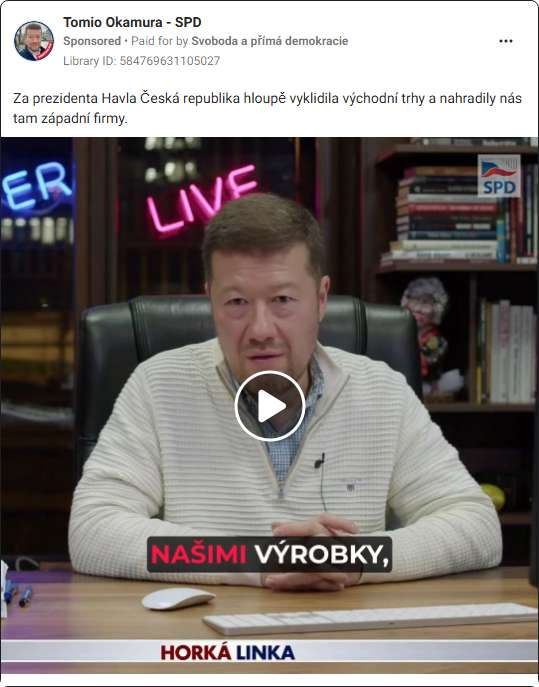 Tomio Okamura - SPD
Sponsored • Paid for by Svoboda a přímá demokracie
Library ID: 584769631105027
Za prezidenta Havla Česká republika hloupě vyklidila východní trhy a nahradily nás
tam západní firmy.
ER
LIVE
SPD
NAŠIMI VÝROBKY,
HORKÁ LINKA